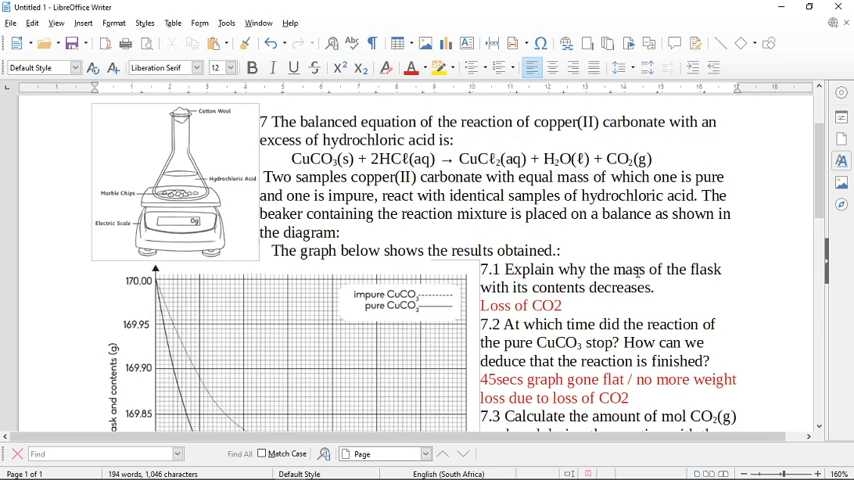 Untitled 1 - LibreOffice Writer
File Edit View Insert Format Styles Table Form Tools Window Help
Default Style Liberation Serif 12
Cotton Wool
Hydrochloric Acid
Marble Chips
Electric Scale
0g
7 The balanced equation of the reaction of copper(II) carbonate with an
excess of hydrochloric acid is:
CuCO₃(s) + 2HCℓ(aq) → CuCℓ₂(aq) + H₂O(ℓ) + CO₂(g)
Two samples copper(II) carbonate with equal mass of which one is pure
and one is impure, react with identical samples of hydrochloric acid. The
beaker containing the reaction mixture is placed on a balance as shown in
the diagram:
The graph below shows the results obtained.:
170,00
169,95
169,90
169,85
ask and contents (g)
impure CuCO₃
pure CuCO₃
7.1 Explain why the mass of the flask
with its contents decreases.
Loss of CO2
7.2 At which time did the reaction of
the pure CuCO₃ stop? How can we
deduce that the reaction is finished?
45secs graph gone flat / no more weight
loss due to loss of CO2
7.3 Calculate the amount of mol CO₂(g)
Find Find All Match Case Page
Page 1 of 1 194 words, 1,046 characters Default Style English (South Africa) 160%